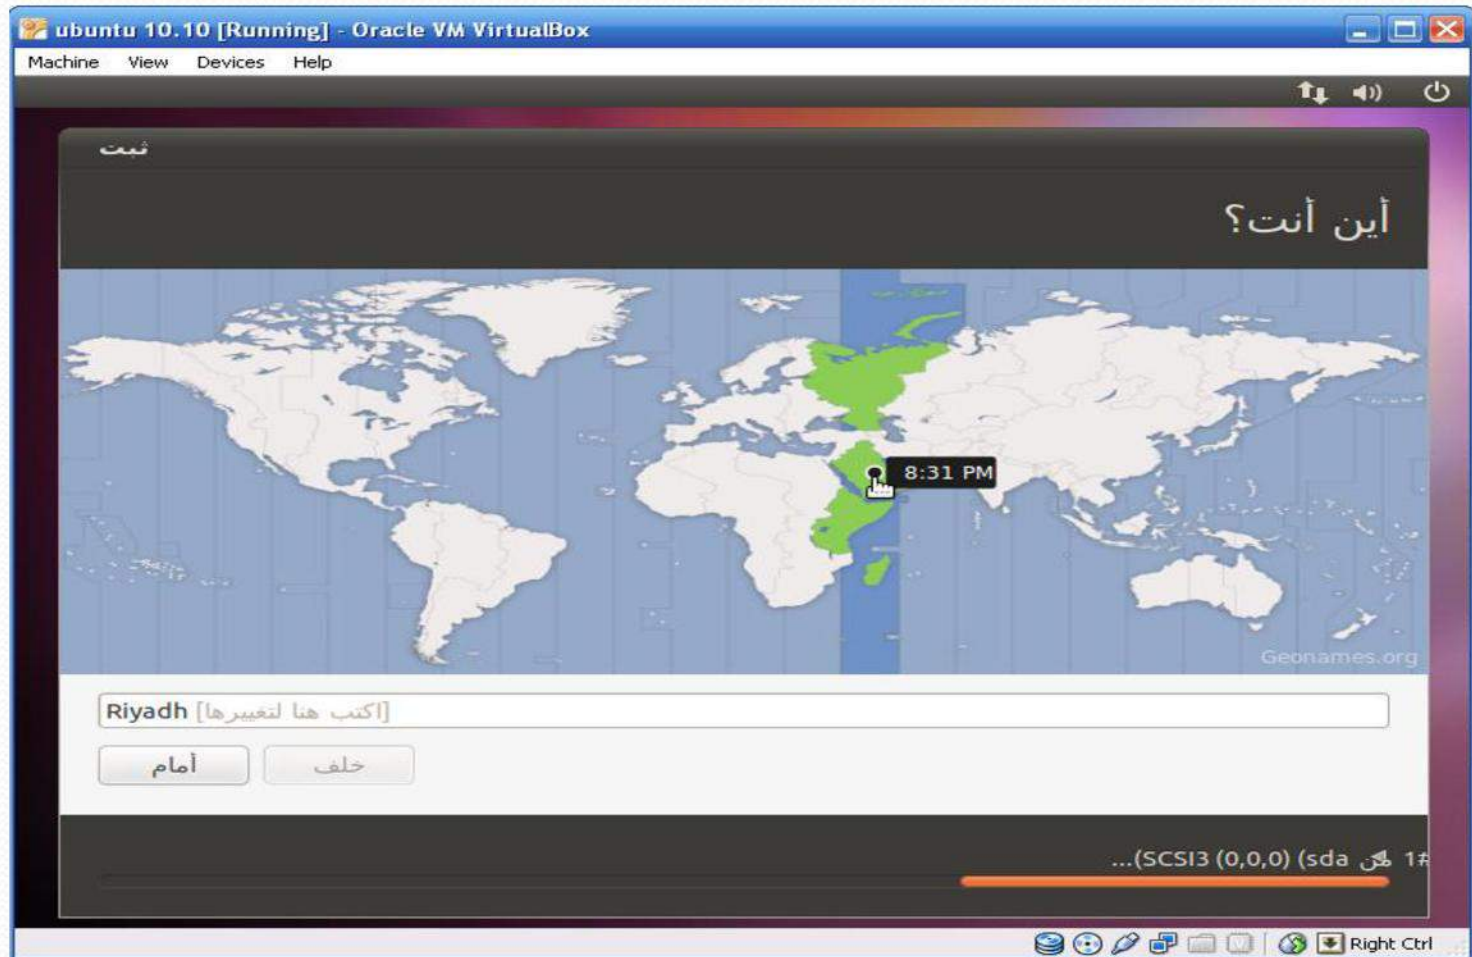 ubuntu 10.10 [Running] - Oracle VM VirtualBox
Machine View Devices Help
ثبت
أين أنت؟
8:31 PM
Geonames.org
Riyadh [اكتب هنا لتغييرها]
أمام خلف
#1 من SCSI3 (0,0,0) (sda)...
Right Ctrl